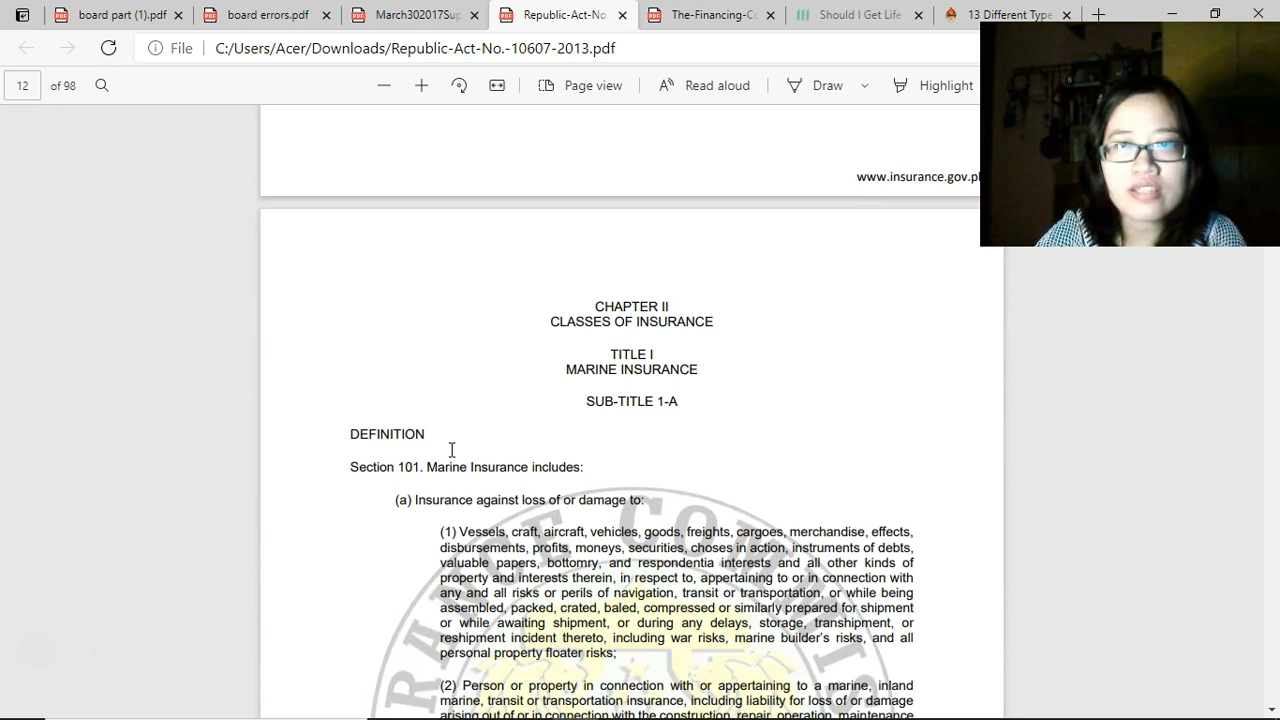 board part (1).pdf
board errorg.pdf
March302017Sup
Republic-Act-No.
The-Financing-Co
Should I Get Life
13 Different Type
File
C:/Users/Acer/Downloads/Republic-Act-No.-10607-2013.pdf
12 of 98
Page view
Read aloud
Draw
Highlight
www.insurance.gov.p
CHAPTER II
CLASSES OF INSURANCE
TITLE I
MARINE INSURANCE
SUB-TITLE 1-A
DEFINITION
Section 101. Marine Insurance includes:
(a) Insurance against loss of or damage to:
(1) Vessels, craft, aircraft, vehicles, goods, freights, cargoes, merchandise, effects,
disbursements, profits, moneys, securities, choses in action, instruments of debts,
valuable papers, bottomry, and respondentia interests and all other kinds of
property and interests therein, in respect to, appertaining to or in connection with
any and all risks or perils of navigation, transit or transportation, or while being
assembled, packed, crated, baled, compressed or similarly prepared for shipment
or while awaiting shipment, or during any delays, storage, transhipment, or
reshipment incident thereto, including war risks, marine builder's risks, and all
personal property floater risks;
(2) Person or property in connection with or appertaining to a marine, inland
marine, transit or transportation insurance, including liability for loss of or damage
arising out of or in connection with the construction, repair, operation, maintenance
RANCE COMMIS